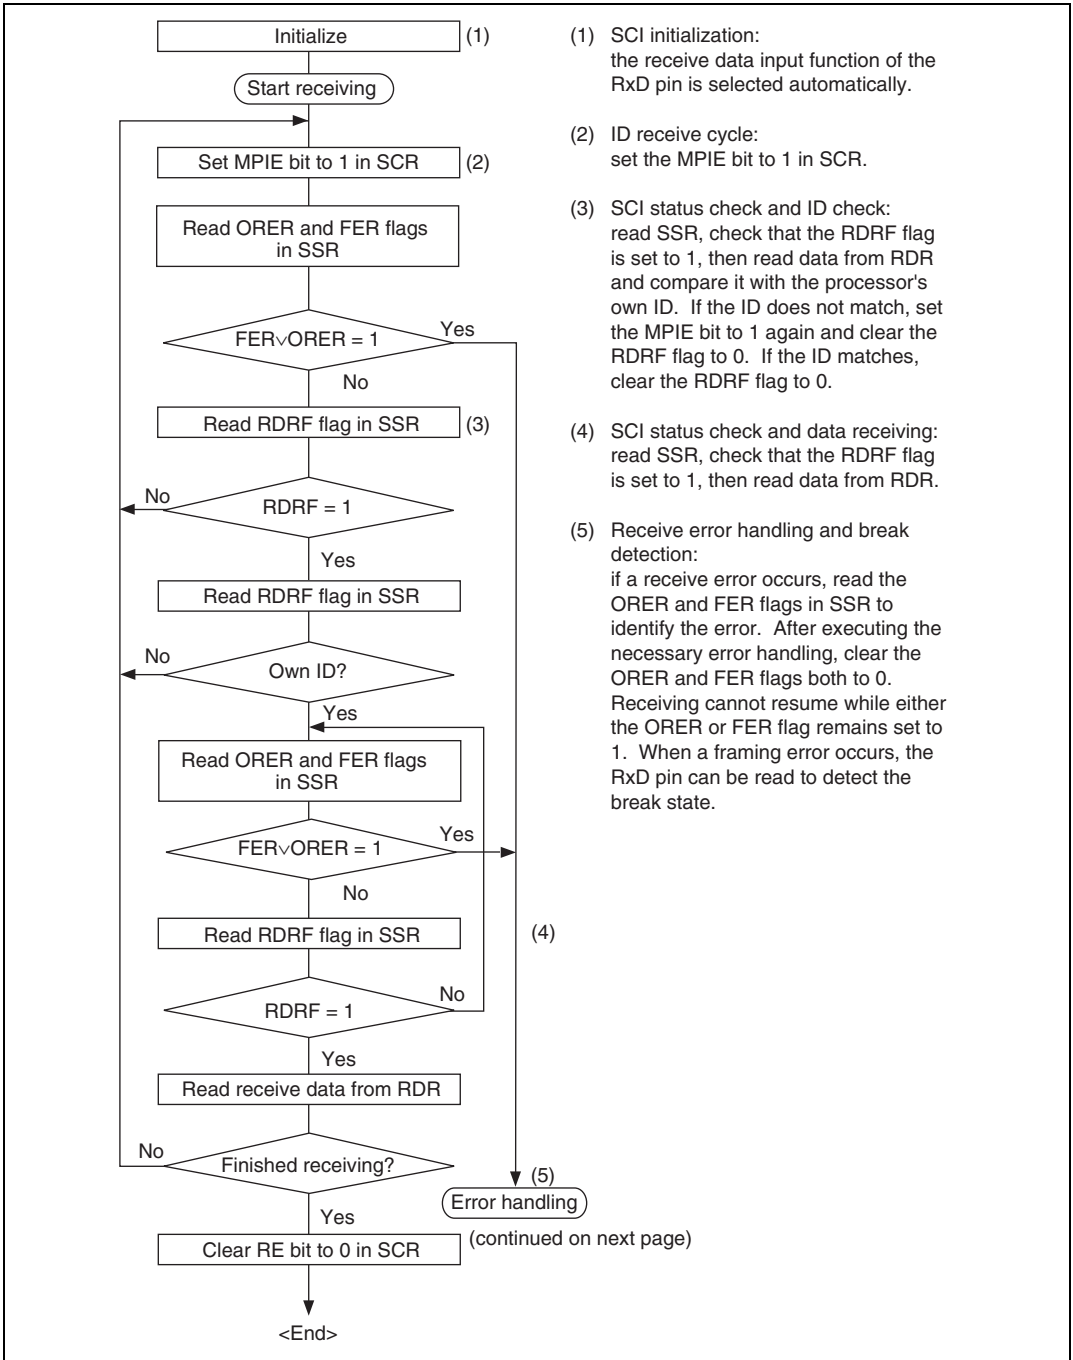 Initialize
(1)
Start receiving
Set MPIE bit to 1 in SCR
(2)
Read ORER and FER flags
in SSR
FER∨ORER = 1
Yes
No
Read RDRF flag in SSR
(3)
RDRF = 1
No
Yes
Read RDRF flag in SSR
Own ID?
No
Yes
Read ORER and FER flags
in SSR
FER∨ORER = 1
Yes
No
Read RDRF flag in SSR
(4)
RDRF = 1
No
Yes
Read receive data from RDR
Finished receiving?
No
Yes
(5)
Error handling
(continued on next page)
Clear RE bit to 0 in SCR
<End>
(1) SCI initialization:
the receive data input function of the
RxD pin is selected automatically.
(2) ID receive cycle:
set the MPIE bit to 1 in SCR.
(3) SCI status check and ID check:
read SSR, check that the RDRF flag
is set to 1, then read data from RDR
and compare it with the processor's
own ID. If the ID does not match, set
the MPIE bit to 1 again and clear the
RDRF flag to 0. If the ID matches,
clear the RDRF flag to 0.
(4) SCI status check and data receiving:
read SSR, check that the RDRF flag
is set to 1, then read data from RDR.
(5) Receive error handling and break
detection:
if a receive error occurs, read the
ORER and FER flags in SSR to
identify the error. After executing the
necessary error handling, clear the
ORER and FER flags both to 0.
Receiving cannot resume while either
the ORER or FER flag remains set to
1. When a framing error occurs, the
RxD pin can be read to detect the
break state.